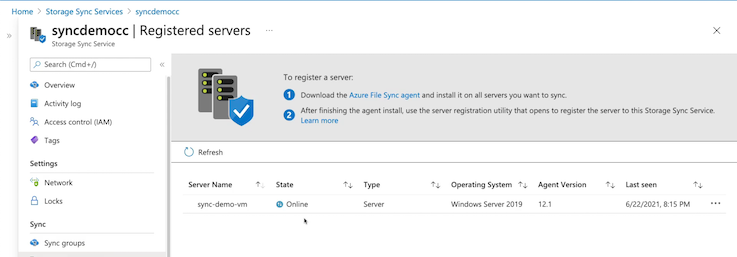 Home > Storage Sync Services > syncdemocc
syncdemocc | Registered servers ...
Storage Sync Service
Search (Cmd+/)
Overview
Activity log
Access control (IAM)
Tags
Settings
Network
Locks
Sync
Sync groups
To register a server:
1 Download the Azure File Sync agent and install it on all servers you want to sync.
2 After finishing the agent install, use the server registration utility that opens to register the server to this Storage Sync Service.
Learn more
Refresh
Server Name State Type Operating System Agent Version Last seen
sync-demo-vm Online Server Windows Server 2019 12.1 6/22/2021, 8:15 PM ...